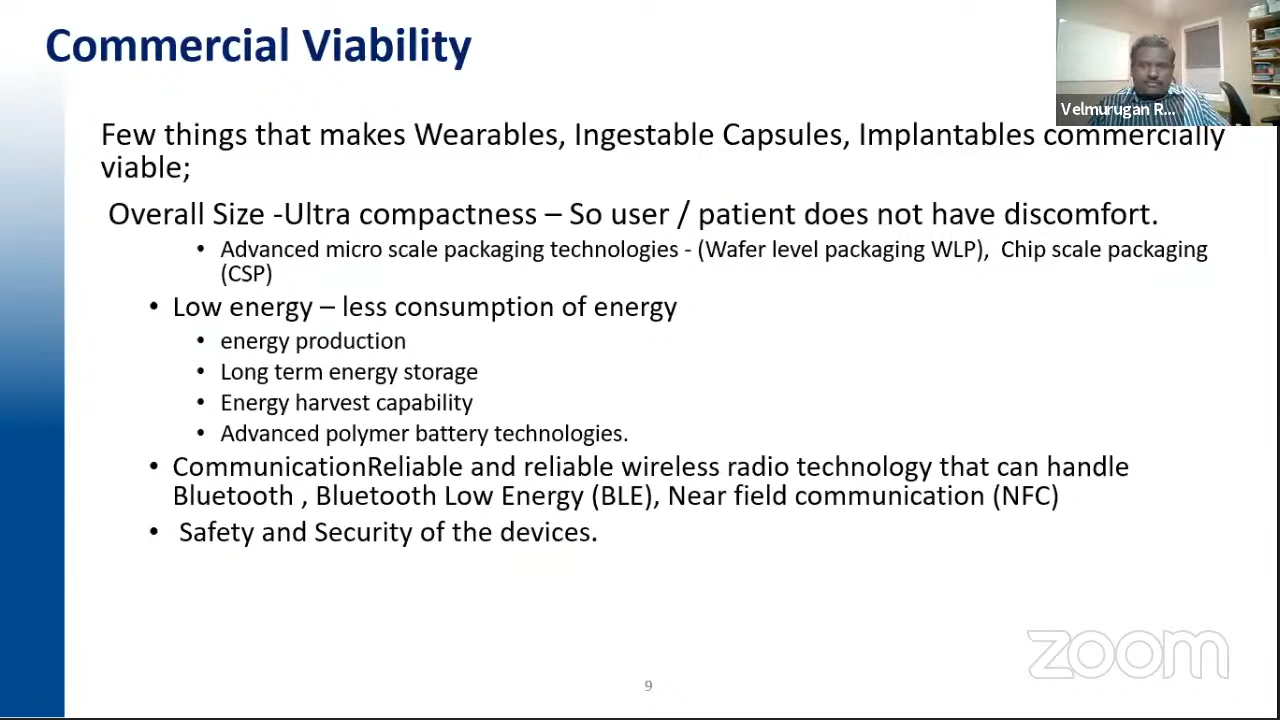 Commercial Viability
Velmurugan R...
Few things that makes Wearables, Ingestable Capsules, Implantables commercially
viable;
Overall Size -Ultra compactness – So user / patient does not have discomfort.
• Advanced micro scale packaging technologies - (Wafer level packaging WLP), Chip scale packaging
(CSP)
• Low energy – less consumption of energy
• energy production
• Long term energy storage
• Energy harvest capability
• Advanced polymer battery technologies.
• CommunicationReliable and reliable wireless radio technology that can handle
Bluetooth , Bluetooth Low Energy (BLE), Near field communication (NFC)
• Safety and Security of the devices.
zoom
9